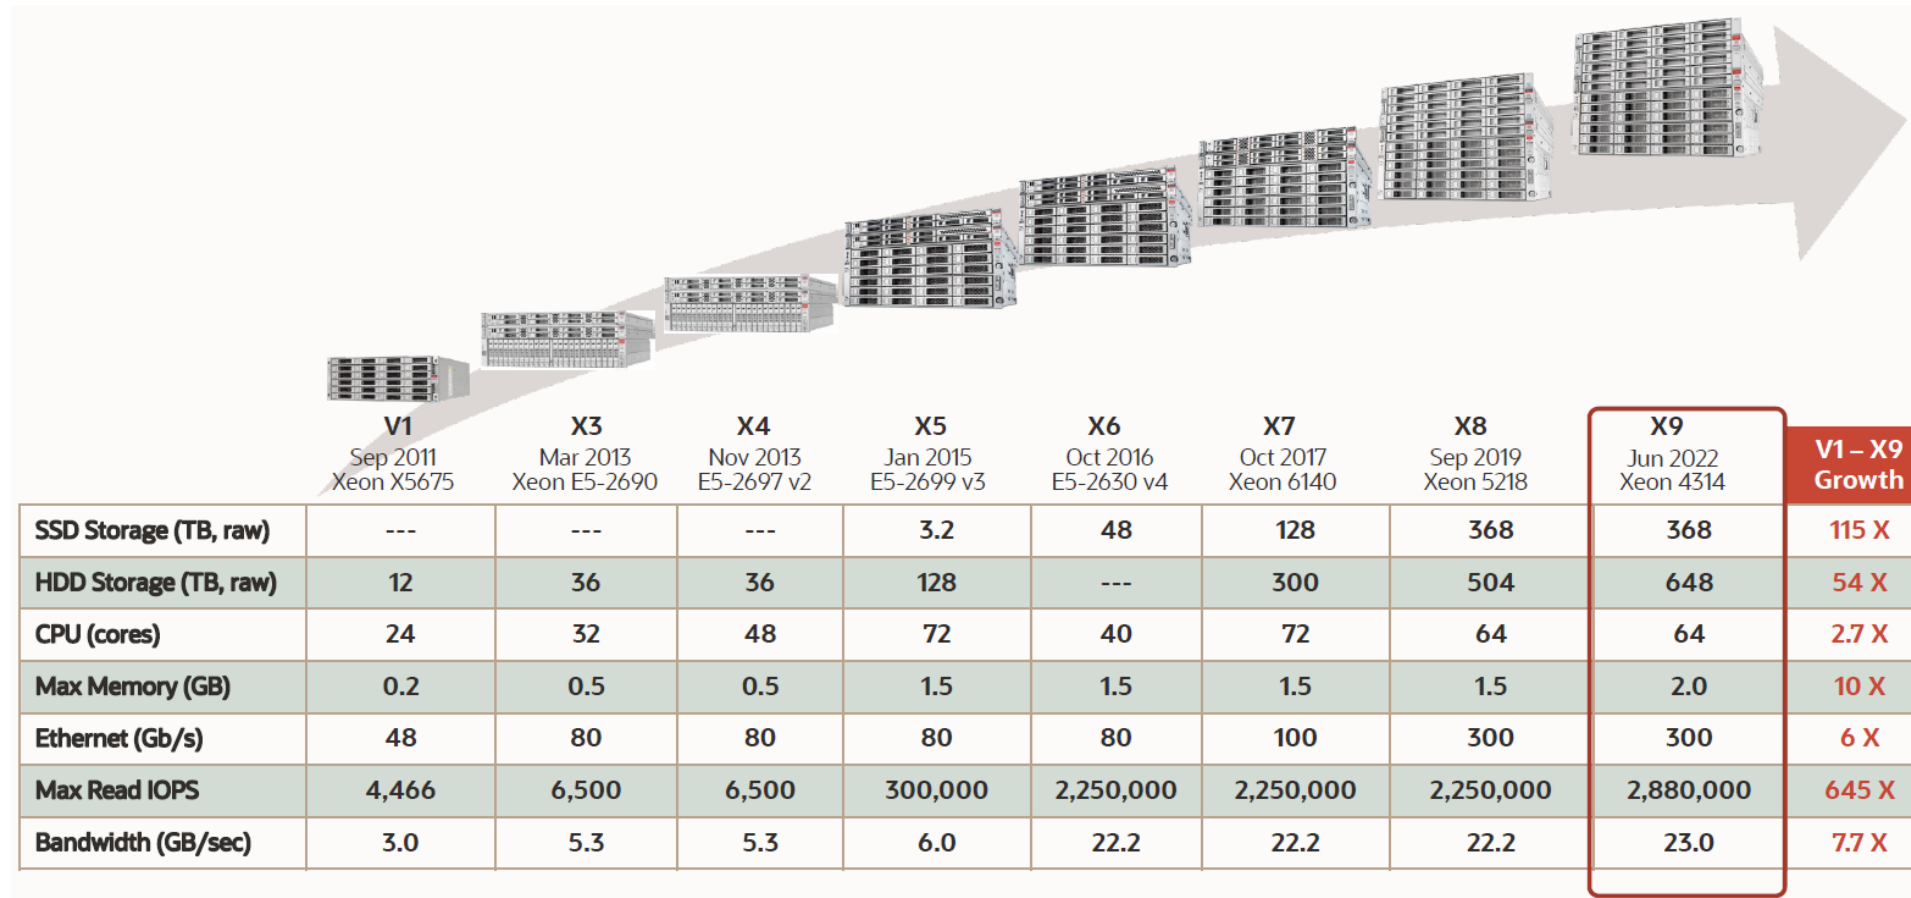 V1 X3 X4 X5 X6 X7 X8 X9
Sep 2011 Mar 2013 Nov 2013 Jan 2015 Oct 2016 Oct 2017 Sep 2019 Jun 2022 V1 – X9
Xeon X5675 Xeon E5-2690 E5-2697 v2 E5-2699 v3 E5-2630 v4 Xeon 6140 Xeon 5218 Xeon 4314 Growth
SSD Storage (TB, raw) --- --- --- 3.2 48 128 368 368 115 X
HDD Storage (TB, raw) 12 36 36 128 --- 300 504 648 54 X
CPU (cores) 24 32 48 72 40 72 64 64 2.7 X
Max Memory (GB) 0.2 0.5 0.5 1.5 1.5 1.5 1.5 2.0 10 X
Ethernet (Gb/s) 48 80 80 80 80 100 300 300 6 X
Max Read IOPS 4,466 6,500 6,500 300,000 2,250,000 2,250,000 2,250,000 2,880,000 645 X
Bandwidth (GB/sec) 3.0 5.3 5.3 6.0 22.2 22.2 22.2 23.0 7.7 X